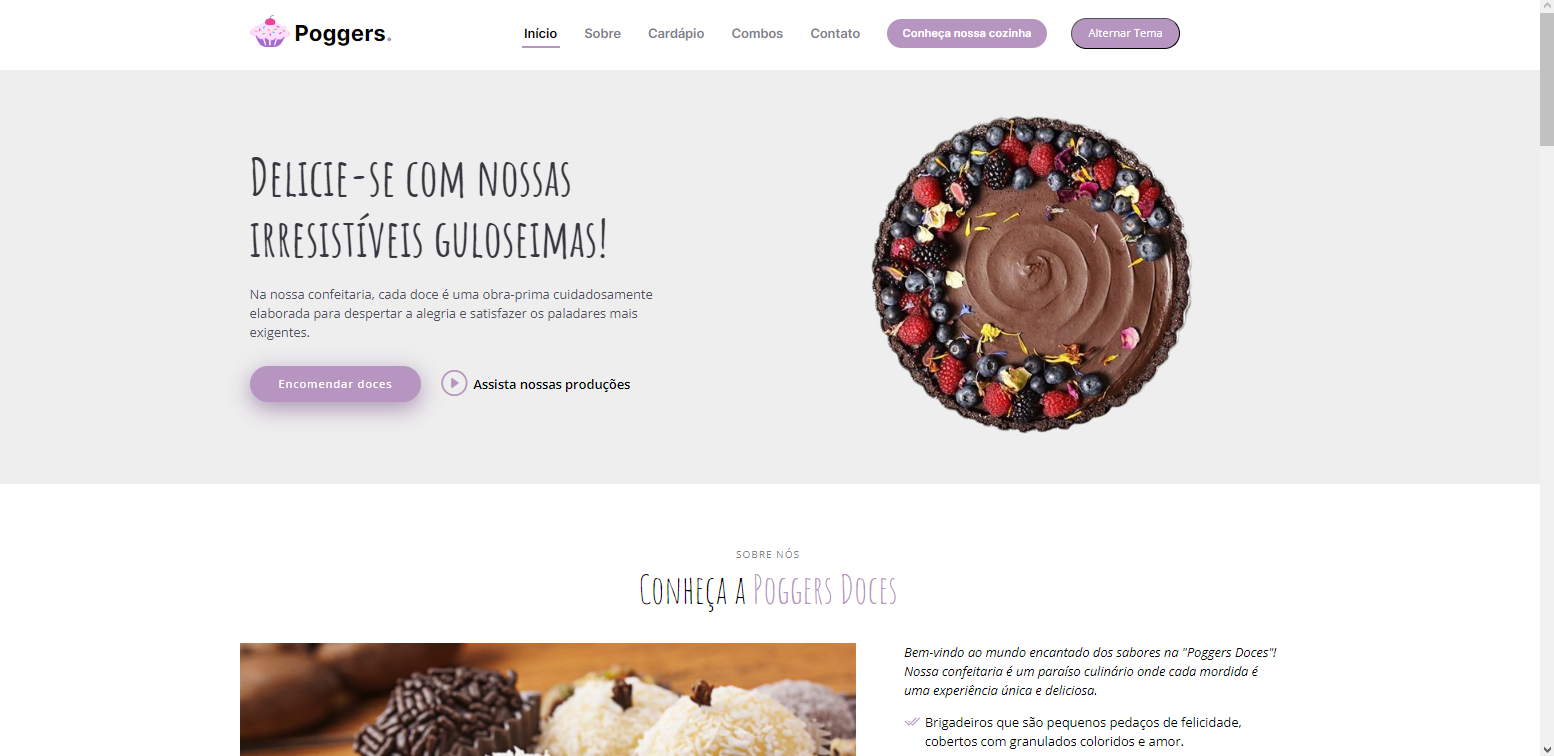 Poggers.
Início
Sobre
Cardápio
Combos
Contato
Conheça nossa cozinha
Alternar Tema
Delicie-se com nossas
irresistíveis guloseimas!
Na nossa confeitaria, cada doce é uma obra-prima cuidadosamente
elaborada para despertar a alegria e satisfazer os paladares mais
exigentes.
Encomendar doces
Assista nossas produções
SOBRE NÓS
Conheça a Poggers Doces
Bem-vindo ao mundo encantado dos sabores na "Poggers Doces"!
Nossa confeitaria é um paraíso culinário onde cada mordida é
uma experiência única e deliciosa.
Brigadeiros que são pequenos pedaços de felicidade,
cobertos com granulados coloridos e amor.